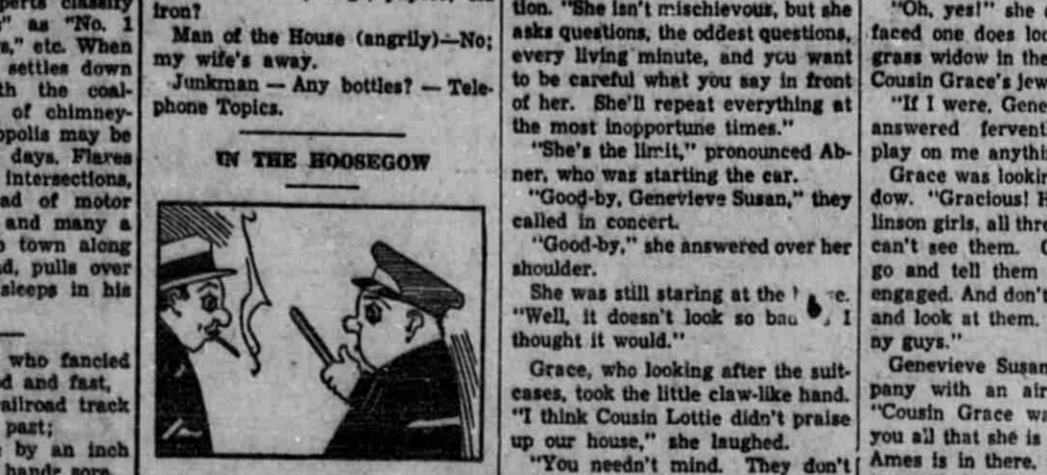 perts classify
" as "No. 1
s," etc. When
settles down
th the coal-
of chimney-
opolis may be
days. Flares
intersections,
ad of motor
and many a
town along
d, pulls over
sleeps in his
who fancied
d and fast,
ailroad track
past;
by an inch
hands sore.
iron?
Man of the House (angrily)—No;
my wife's away.
Junkman — Any bottles? — Tele-
phone Topics.
IN THE HOOSEGOW
tion. "She isn't mischievous, but she
asks questions, the oddest questions,
every living minute, and you want
to be careful what you say in front
of her. She'll repeat everything at
the most inopportune times."
"She's the limit," pronounced Ab-
ner, who was starting the car.
"Good-by, Genevieve Susan," they
called in concert.
"Good-by," she answered over her
shoulder.
She was still staring at the
"Well, it doesn't look so bad I
thought it would."
Grace, who looking after the suit-
cases, took the little claw-like hand.
"I think Cousin Lottie didn't praise
up our house," she laughed.
"You needn't mind. They don't
"Oh, yes!" she
faced one does loo
grass widow in the
Cousin Grace's jew
"If I were, Gene
answered fervent
play on me anythi
Grace was lookin
dow. "Gracious! H
linson girls, all thre
can't see them.
go and tell them
engaged. And don't
and look at them.
ny guys."
Genevieve Susan
pany with an air
"Cousin Grace wa
you all that she is
Ames is in there.